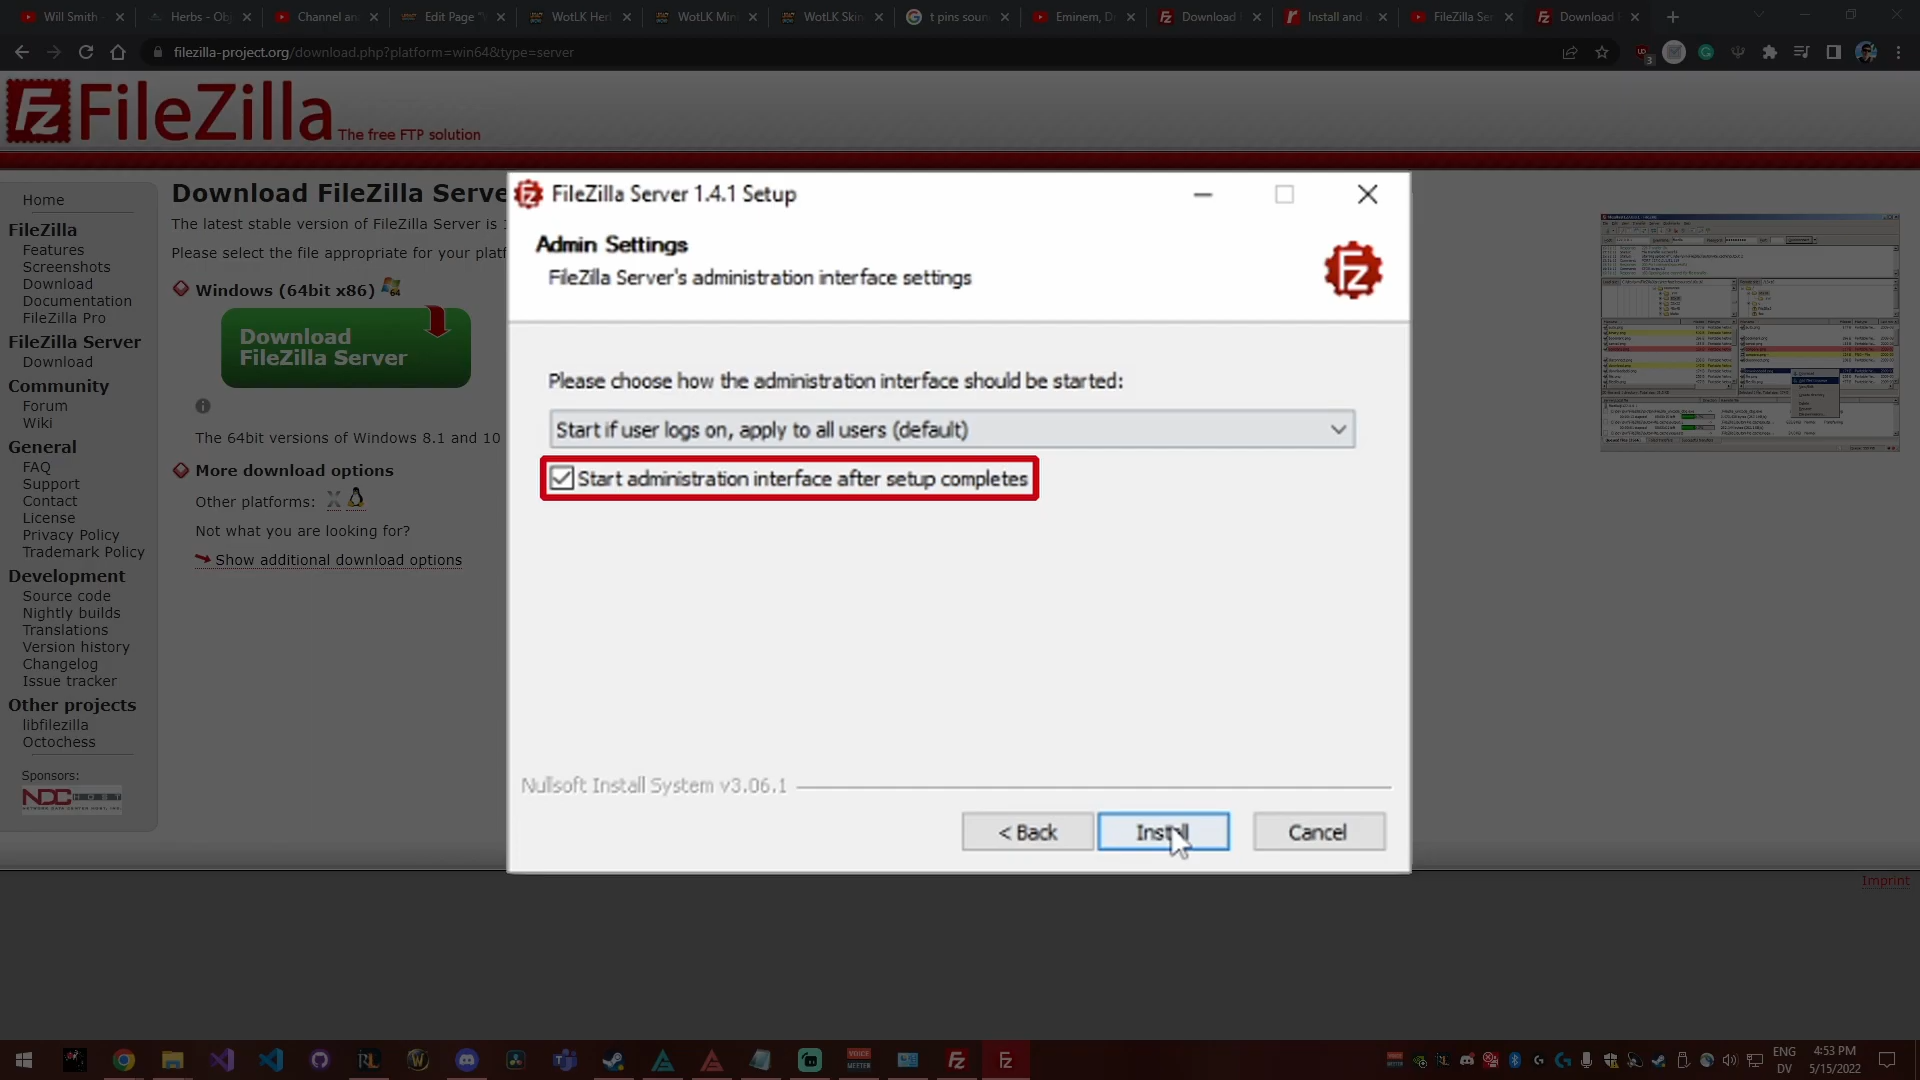 Will Smith -
Herbs - Obj
Channel an
Edit Page "
WotLK Her
WotLK Min
WotLK Skin
t pins soun
Eminem, D
Download
Install and
FileZilla Ser
Download
filezilla-project.org/download.php?platform=win64&type=server
FileZilla
The free FTP solution
Home
FileZilla
Features
Screenshots
Download
Documentation
FileZilla Pro
FileZilla Server
Download
Community
Forum
Wiki
General
FAQ
Support
Contact
License
Privacy Policy
Trademark Policy
Development
Source code
Nightly builds
Translations
Version history
Changelog
Issue tracker
Other projects
libfilezilla
Octochess
Sponsors:
NDC HOST
Download FileZilla Serve
The latest stable version of FileZilla Server is
Please select the file appropriate for your platf
Windows (64bit x86)
Download
FileZilla Server
The 64bit versions of Windows 8.1 and 10
More download options
Other platforms:
Not what you are looking for?
Show additional download options
FileZilla Server 1.4.1 Setup
Admin Settings
FileZilla Server's administration interface settings
Please choose how the administration interface should be started:
Start if user logs on, apply to all users (default)
Start administration interface after setup completes
Nullsoft Install System v3.06.1
< Back
Install
Cancel
Imprint
ENG
DV
4:53 PM
5/15/2022